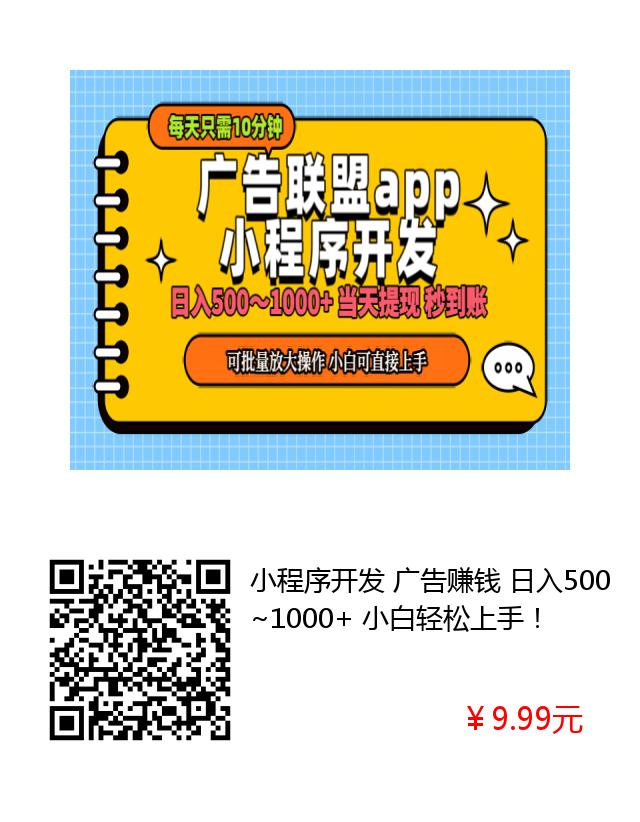 每天只需10分钟
广告联盟app
小程序开发
日入500～1000+ 当天提现 秒到账
可批量放大操作 小白可直接上手
小程序开发 广告赚钱 日入500
~1000+ 小白轻松上手！
￥9.99元